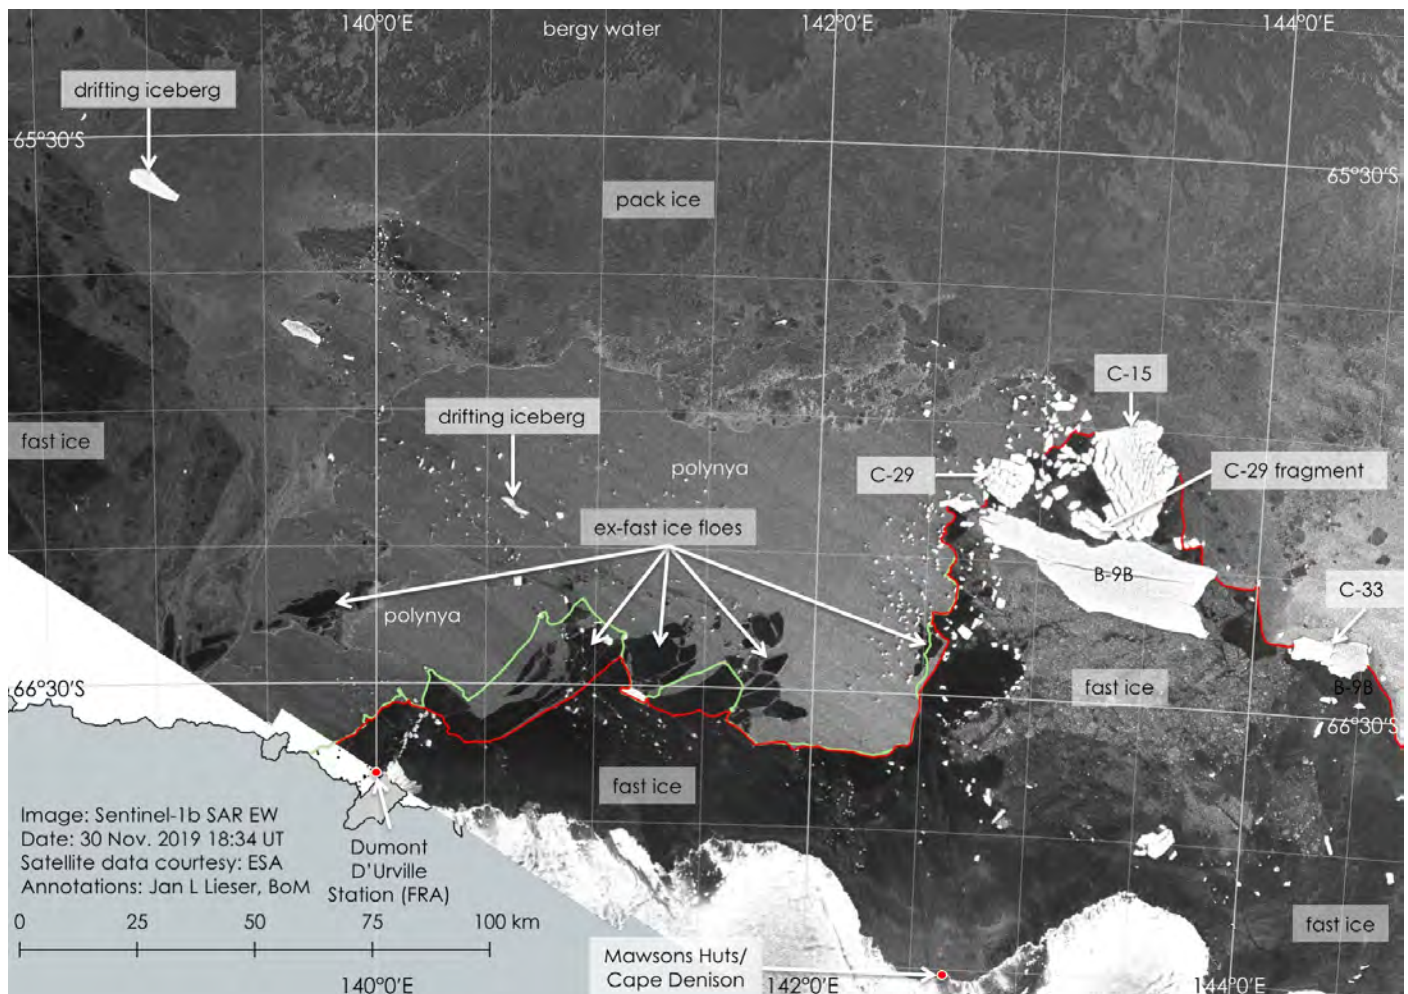 140°0'E
142°0'E
144°0'E
bergy water
drifting iceberg
65°30'S
65°30'S
pack ice
C-15
drifting iceberg
fast ice
polynya
C-29
C-29 fragment
ex-fast ice floes
B-9B
C-33
polynya
66°30'S
fast ice
B-9B
66°30'S
fast ice
Image: Sentinel-1b SAR EW
Date: 30 Nov. 2019 18:34 UT
Satellite data courtesy: ESA
Annotations: Jan L Lieser, BoM
Dumont
D'Urville
Station (FRA)
0 25 50 75 100 km
fast ice
Mawsons Huts/
Cape Denison
140°0'E
142°0'E
144°0'E